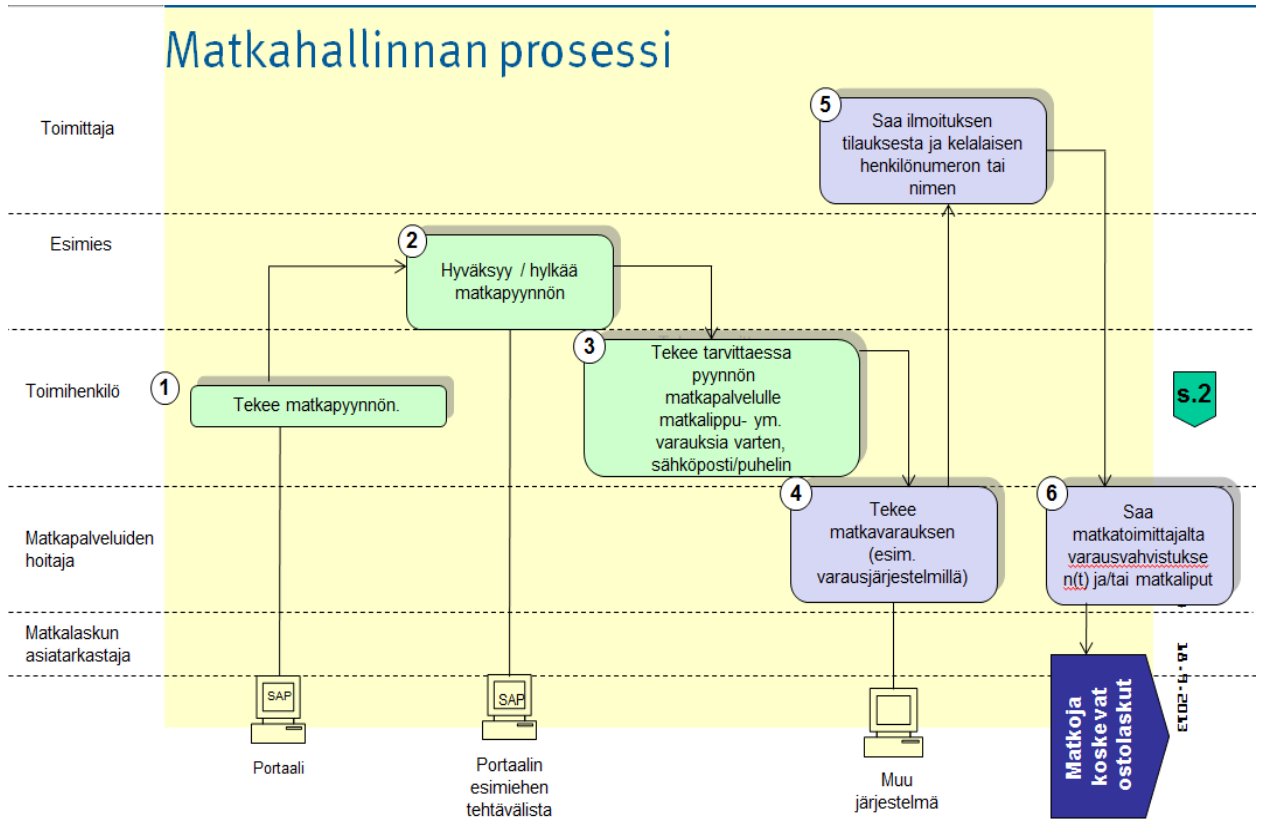 Matkahallinnan prosessi
Toimittaja
5
Saa ilmoituksen
tilauksesta ja kelalaisen
henkilönumeron tai
nimen
Esimies
2
Hyväksyy / hylkää
matkapyynnön
Toimihenkilö
1
Tekee matkapyynnön.
3
Tekee tarvittaessa
pyynnön
matkapalvelulle
matkalippu- ym.
varauksia varten,
sähköposti/puhelin
s.2
Matkapalveluiden
hoitaja
4
Tekee
matkavarauksen
(esim.
varausjärjestelmillä)
6
Saa
matkatoimittajalta
varausvahvistukse
n(t) ja/tai matkaliput
Matkalaskun
asiatarkastaja
SAP
Portaali
SAP
Portaalin
esimiehen
tehtävälista
Muu
järjestelmä
Matkoja
koskevat
ostolaskut